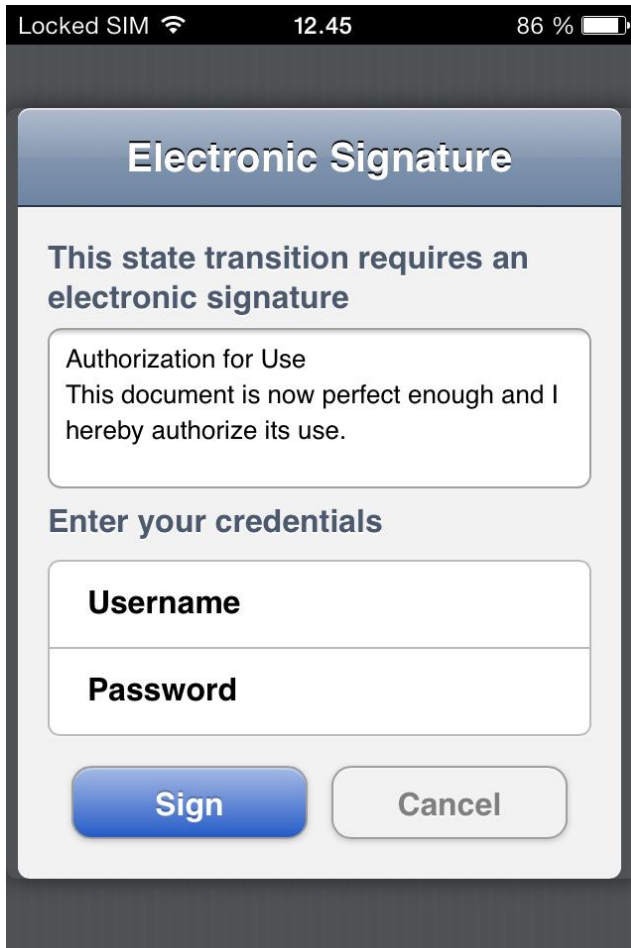 Locked SIM 12.45 86 %
Electronic Signature
This state transition requires an
electronic signature
Authorization for Use
This document is now perfect enough and I
hereby authorize its use.
Enter your credentials
Username
Password
Sign Cancel